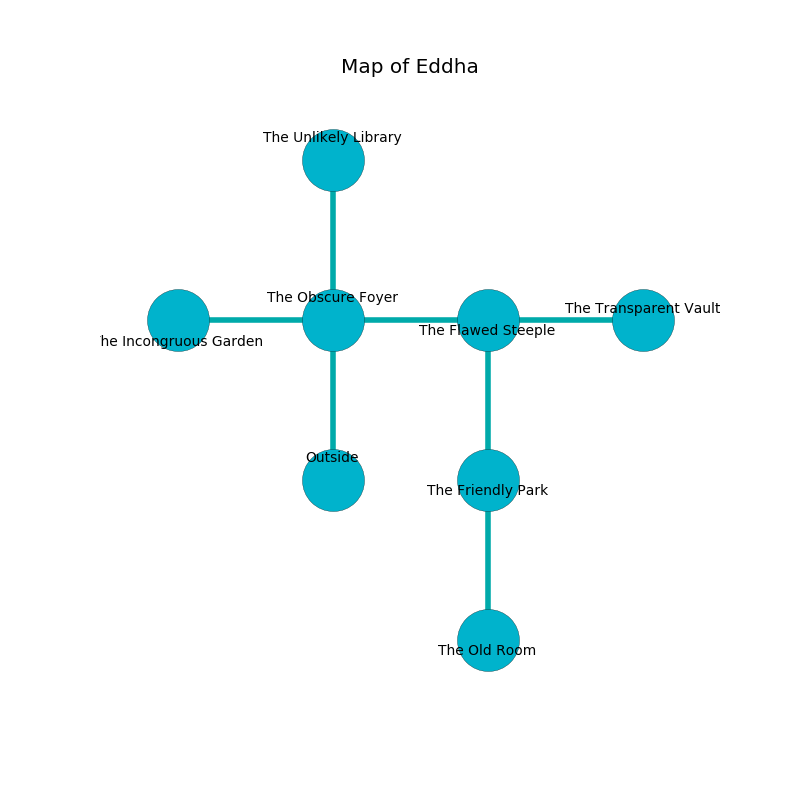 Map of Eddha
The Unlikely Library
The Obscure Foyer
The Transparent Vault
The Flawed Steeple
he Incongruous Garden
Outside
The Friendly Park
The Old Room